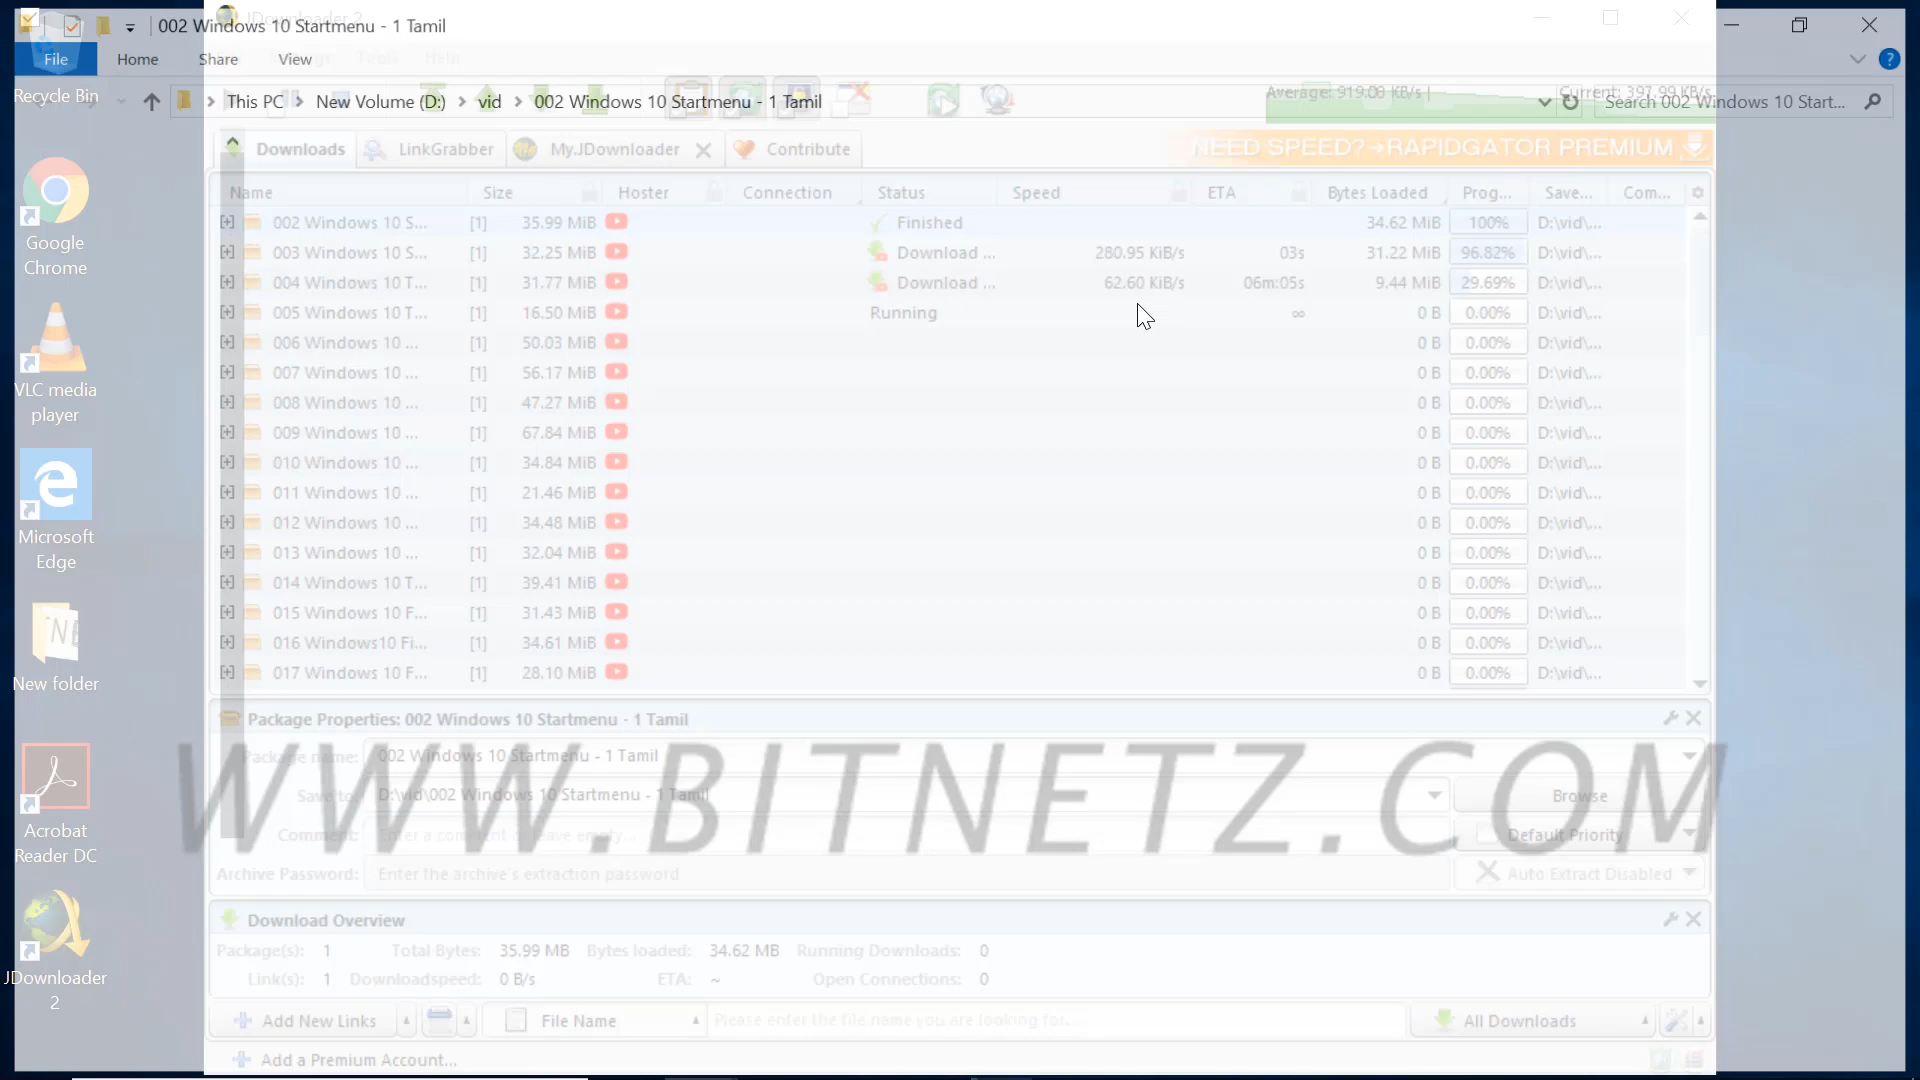 002 Windows 10 Startmenu - 1 Tamil
JDownloader 2
File Home Share View
Tools Help
This PC > New Volume (D:) > vid > 002 Windows 10 Startmenu - 1 Tamil
Average: 919.00 KB/s | Current: 397.99 KB/s
Search 002 Windows 10 Start...
Downloads LinkGrabber My.JDownloader Contribute
NEED SPEED?→RAPIDGATOR PREMIUM
Name Size Hoster Connection Status Speed ETA Bytes Loaded Prog... Save... Com...
[+] 002 Windows 10 S... [1] 35.99 MiB Finished 34.62 MiB 100% D:\vid\...
[+] 003 Windows 10 S... [1] 32.25 MiB Download ... 280.95 KiB/s 03s 31.22 MiB 96.82% D:\vid\...
[+] 004 Windows 10 T... [1] 31.77 MiB Download ... 62.60 KiB/s 06m:05s 9.44 MiB 29.69% D:\vid\...
[+] 005 Windows 10 T... [1] 16.50 MiB Running ∞ 0 B 0.00% D:\vid\...
[+] 006 Windows 10 ... [1] 50.03 MiB 0 B 0.00% D:\vid\...
[+] 007 Windows 10 ... [1] 56.17 MiB 0 B 0.00% D:\vid\...
[+] 008 Windows 10 ... [1] 47.27 MiB 0 B 0.00% D:\vid\...
[+] 009 Windows 10 ... [1] 67.84 MiB 0 B 0.00% D:\vid\...
[+] 010 Windows 10 ... [1] 34.84 MiB 0 B 0.00% D:\vid\...
[+] 011 Windows 10 ... [1] 21.46 MiB 0 B 0.00% D:\vid\...
[+] 012 Windows 10 ... [1] 34.48 MiB 0 B 0.00% D:\vid\...
[+] 013 Windows 10 ... [1] 32.04 MiB 0 B 0.00% D:\vid\...
[+] 014 Windows 10 T... [1] 39.41 MiB 0 B 0.00% D:\vid\...
[+] 015 Windows 10 F... [1] 31.43 MiB 0 B 0.00% D:\vid\...
[+] 016 Windows10 Fi... [1] 34.61 MiB 0 B 0.00% D:\vid\...
[+] 017 Windows 10 F... [1] 28.10 MiB 0 B 0.00% D:\vid\...
Package Properties: 002 Windows 10 Startmenu - 1 Tamil
Package name: 002 Windows 10 Startmenu - 1 Tamil
Save to: D:\vid\002 Windows 10 Startmenu - 1 Tamil Browse
Comment: Enter a comment or leave empty... Default Priority
Archive Password: Enter the archive's extraction password Auto Extract Disabled
WWW.BITNETZ.COM
Download Overview
Package(s): 1 Total Bytes: 35.99 MB Bytes loaded: 34.62 MB Running Downloads: 0
Link(s): 1 Downloadspeed: 0 B/s ETA: ~ Open Connections: 0
Add New Links File Name Please enter the file name you are looking for... All Downloads
Add a Premium Account...
Recycle Bin
Google
Chrome
VLC media
player
Microsoft
Edge
New folder
Acrobat
Reader DC
JDownloader
2